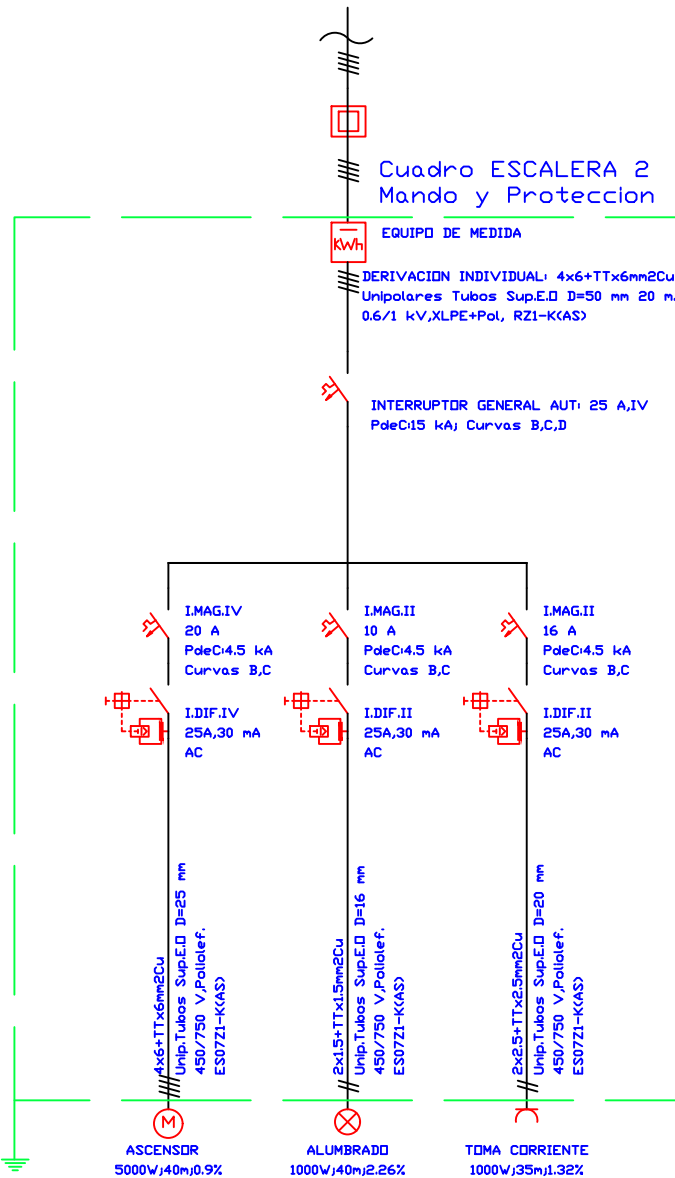 Cuadro ESCALERA 2
Mando y Proteccion
EQUIPO DE MEDIDA
KWh
DERIVACION INDIVIDUAL: 4x6+TTx6mm2Cu
Unipolares Tubos Sup.E.O D=50 mm 20 m.
0.6/1 kV,XLPE+Pol, RZ1-K(AS)
INTERRUPTOR GENERAL AUT: 25 A,IV
PdeC:15 kA; Curvas B,C,D
I.MAG.IV
20 A
PdeC:4.5 kA
Curvas B,C
I.DIF.IV
25A,30 mA
AC
I.MAG.II
10 A
PdeC:4.5 kA
Curvas B,C
I.DIF.II
25A,30 mA
AC
I.MAG.II
16 A
PdeC:4.5 kA
Curvas B,C
I.DIF.II
25A,30 mA
AC
4x6+TTx6mm2Cu
Unip.Tubos Sup.E.O D=25 mm
450/750 V,Poliolef.
ES07Z1-K(AS)
2x1.5+TTx1.5mm2Cu
Unip.Tubos Sup.E.O D=16 mm
450/750 V,Poliolef.
ES07Z1-K(AS)
2x2.5+TTx2.5mm2Cu
Unip.Tubos Sup.E.O D=20 mm
450/750 V,Poliolef.
ES07Z1-K(AS)
M
ASCENSOR
5000W;40m;0.9%
ALUMBRADO
1000W;40m;2.26%
TOMA CORRIENTE
1000W;35m;1.32%